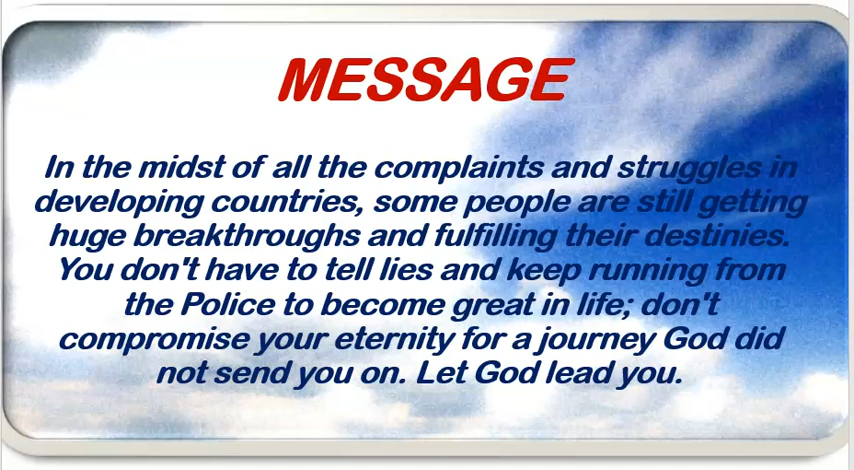 MESSAGE
In the midst of all the complaints and struggles in
developing countries, some people are still getting
huge breakthroughs and fulfilling their destinies.
You don't have to tell lies and keep running from
the Police to become great in life; don't
compromise your eternity for a journey God did
not send you on. Let God lead you.